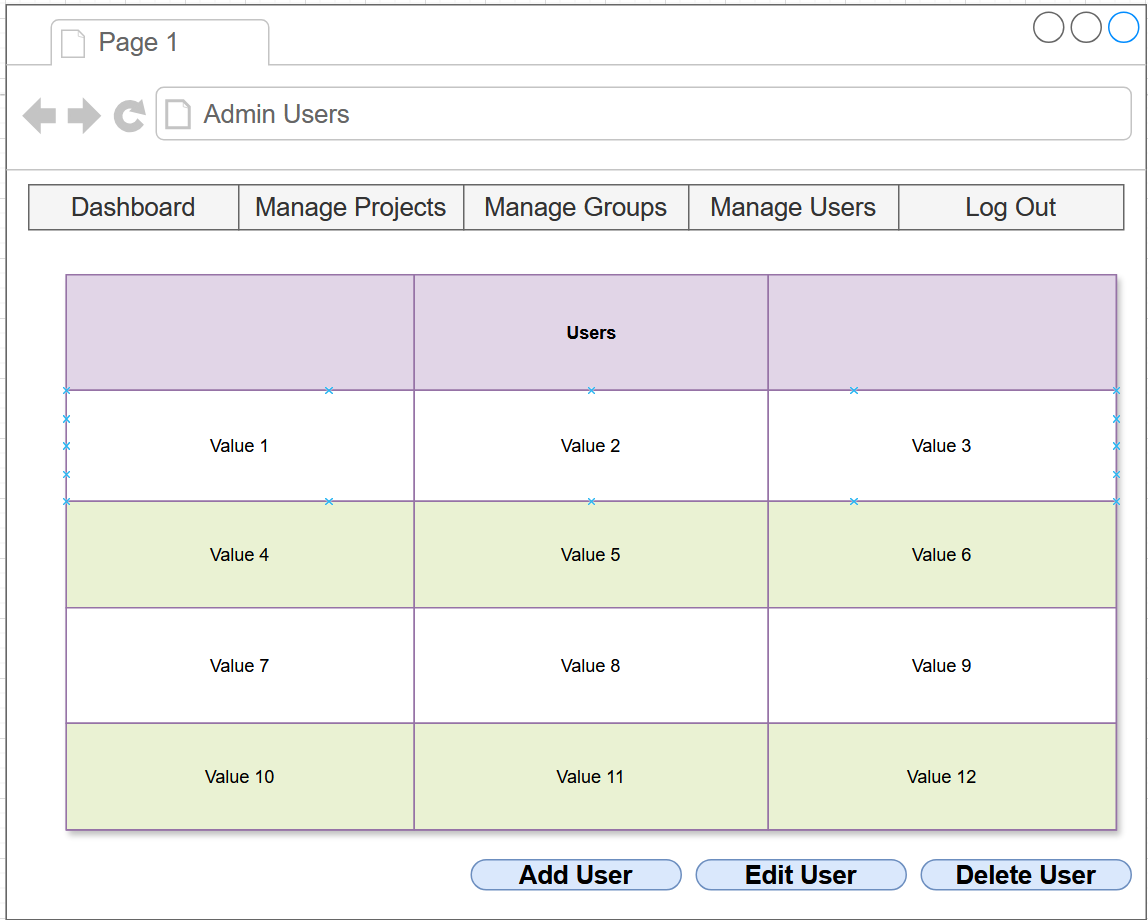 Page 1
Admin Users
Dashboard Manage Projects Manage Groups Manage Users Log Out
Users
Value 1 Value 2 Value 3
Value 4 Value 5 Value 6
Value 7 Value 8 Value 9
Value 10 Value 11 Value 12
Add User Edit User Delete User